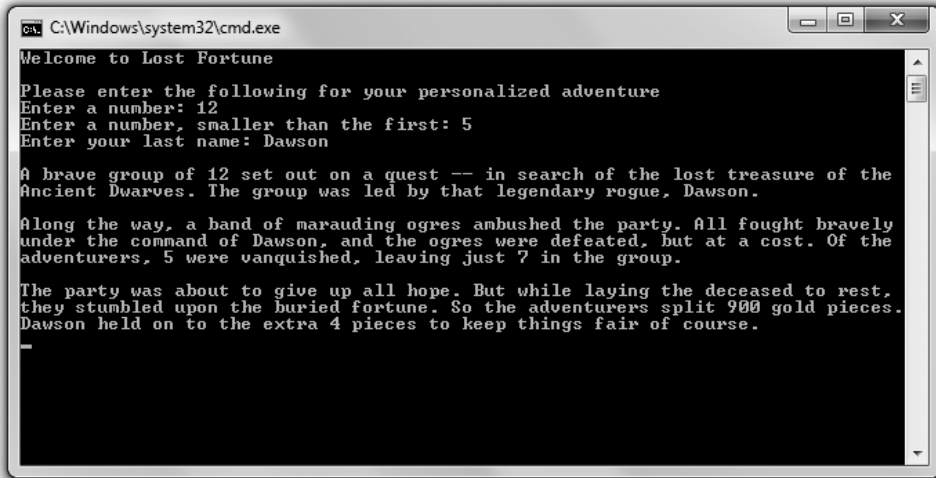 C:\Windows\system32\cmd.exe
Welcome to Lost Fortune
Please enter the following for your personalized adventure
Enter a number: 12
Enter a number, smaller than the first: 5
Enter your last name: Dawson
A brave group of 12 set out on a quest -- in search of the lost treasure of the
Ancient Dwarves. The group was led by that legendary rogue, Dawson.
Along the way, a band of marauding ogres ambushed the party. All fought bravely
under the command of Dawson, and the ogres were defeated, but at a cost. Of the
adventurers, 5 were vanquished, leaving just 7 in the group.
The party was about to give up all hope. But while laying the deceased to rest,
they stumbled upon the buried fortune. So the adventurers split 900 gold pieces.
Dawson held on to the extra 4 pieces to keep things fair of course.